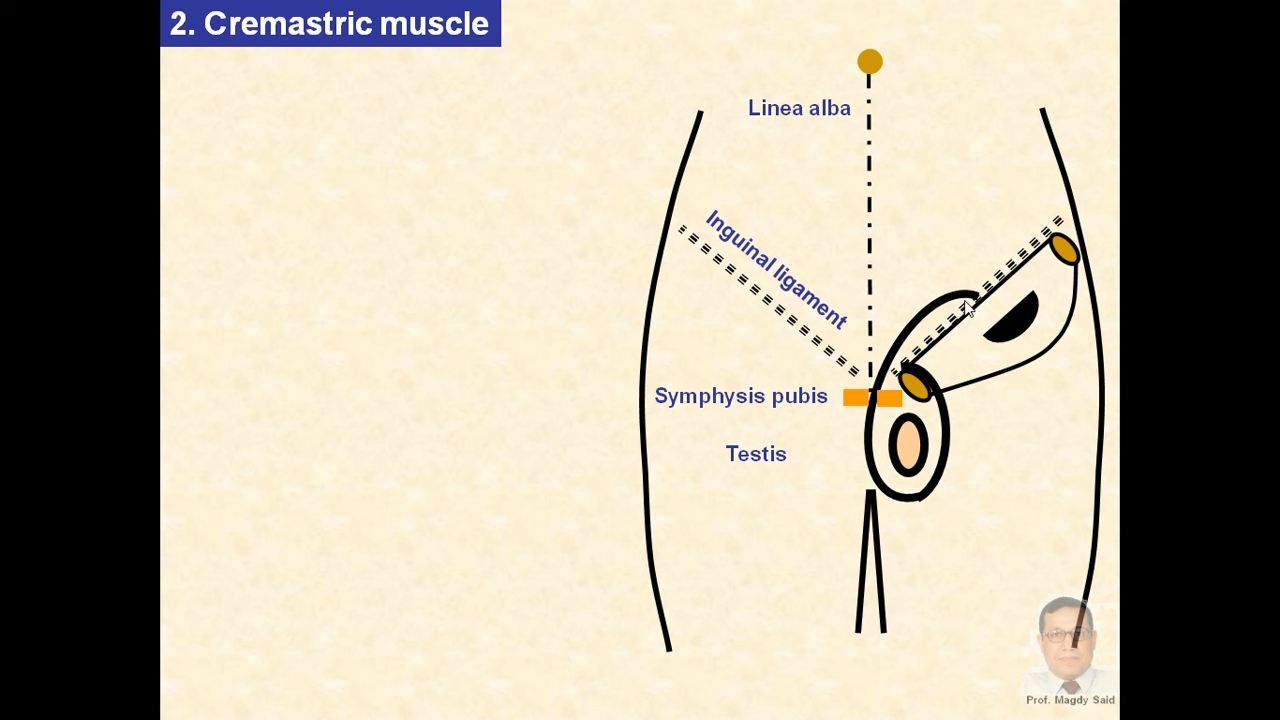 2. Cremastric muscle
Linea alba
Inguinal ligament
Symphysis pubis
Testis
Prof. Magdy Said